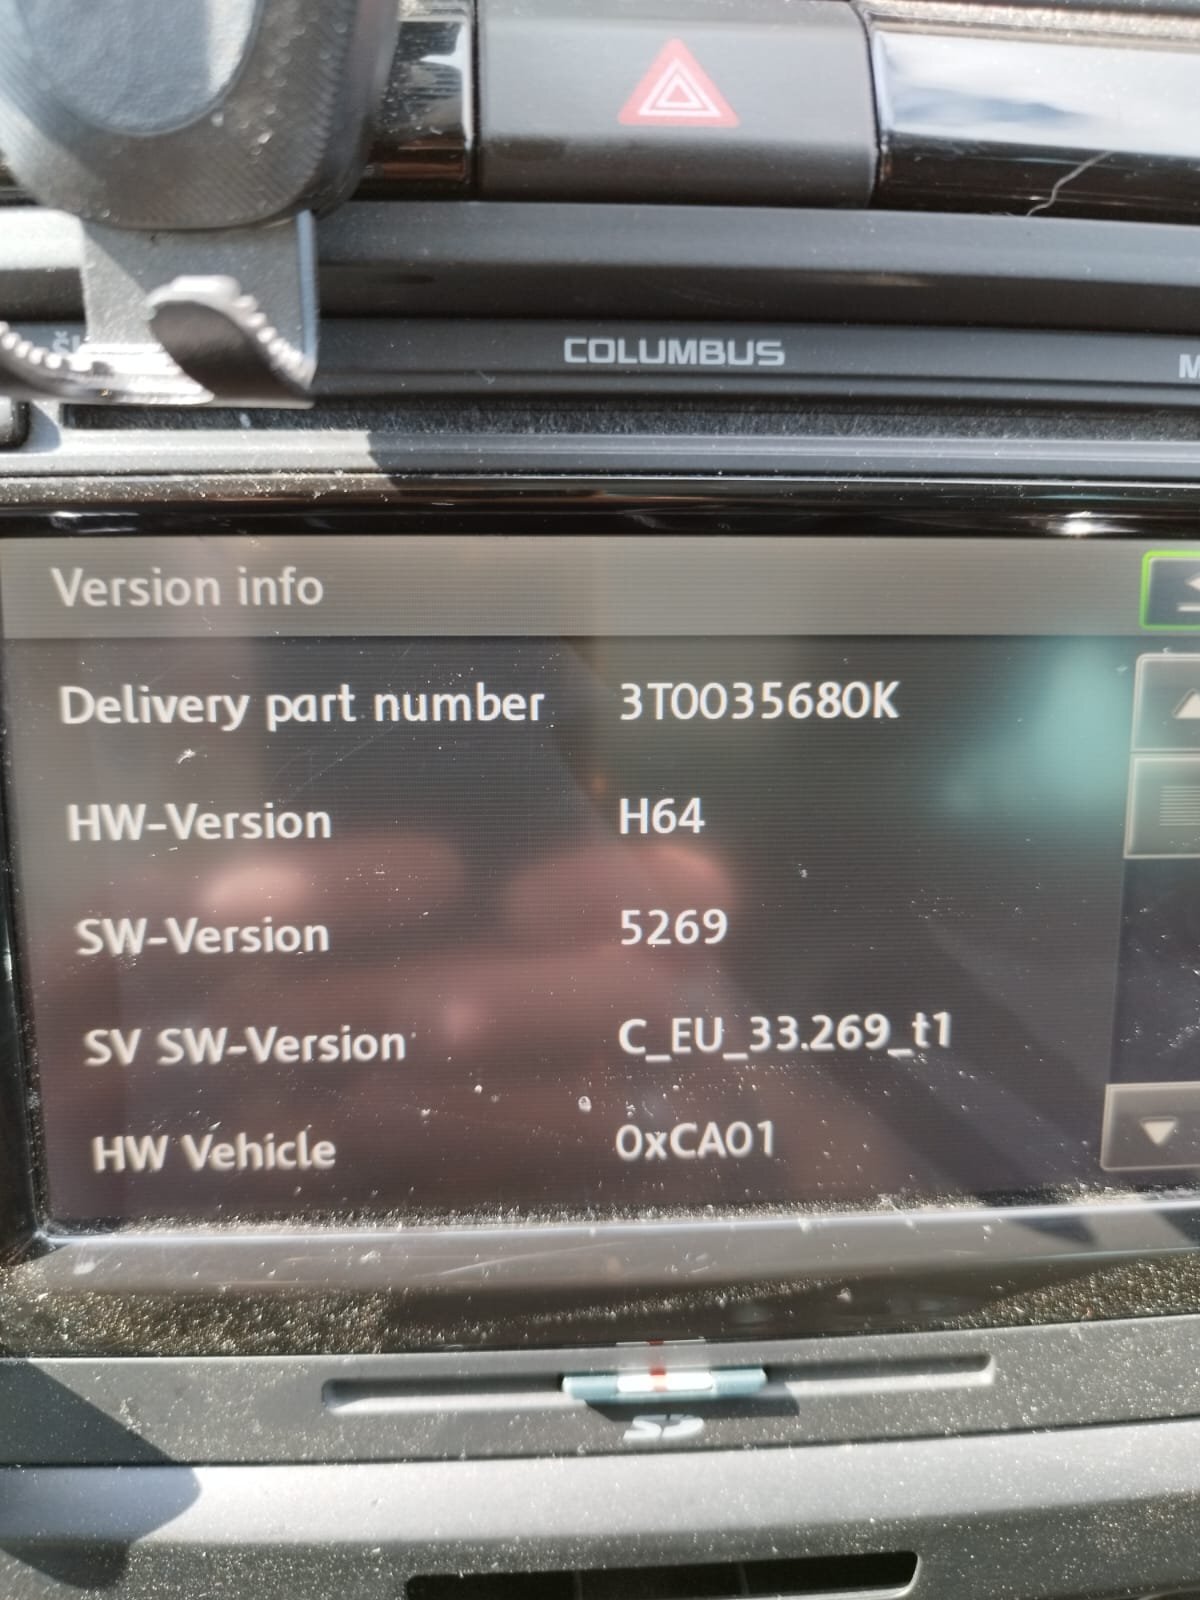 COLUMBUS
Version info
Delivery part number 3T0035680K
HW-Version H64
SW-Version 5269
SV SW-Version C_EU_33.269_t1
HW Vehicle 0xCA01
SD